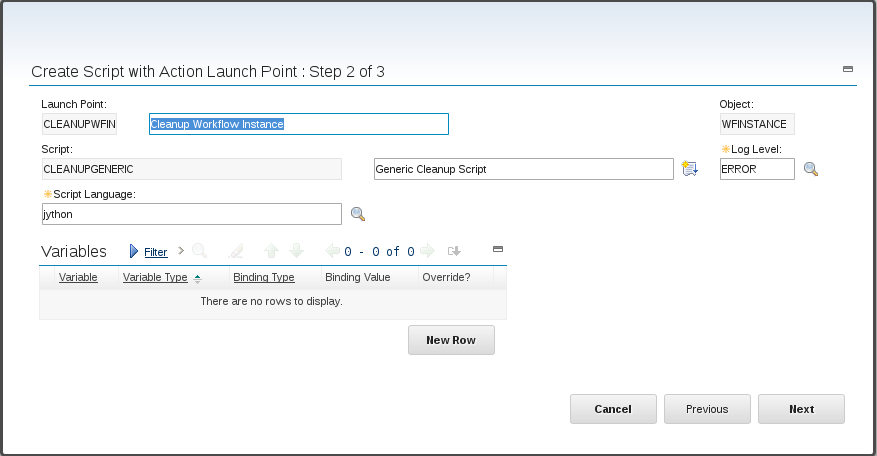 Create Script with Action Launch Point : Step 2 of 3
Launch Point: Object:
CLEANUPWFIN Cleanup Workflow Instance WFINSTANCE
Script: Log Level:
CLEANUPGENERIC Generic Cleanup Script ERROR
Script Language:
jython
Variables Filter 0 - 0 of 0
Variable Variable Type Binding Type Binding Value Override?
There are no rows to display.
New Row
Cancel Previous Next